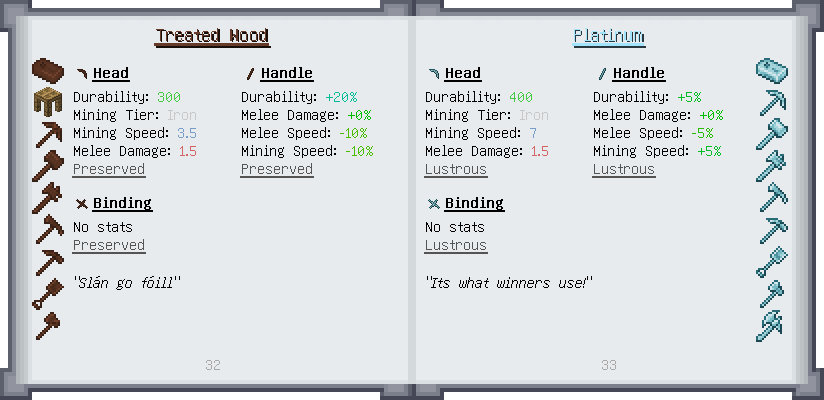 Treated Wood
Head
Durability: 300
Mining Tier: Iron
Mining Speed: 3.5
Melee Damage: 1.5
Preserved
Handle
Durability: +20%
Melee Damage: +0%
Melee Speed: -10%
Mining Speed: -10%
Preserved
Binding
No stats
Preserved
"Slán go fóill"
32
Platinum
Head
Durability: 400
Mining Tier: Iron
Mining Speed: 7
Melee Damage: 1.5
Lustrous
Handle
Durability: +5%
Melee Damage: +0%
Melee Speed: -5%
Mining Speed: +5%
Lustrous
Binding
No stats
Lustrous
"Its what winners use!"
33